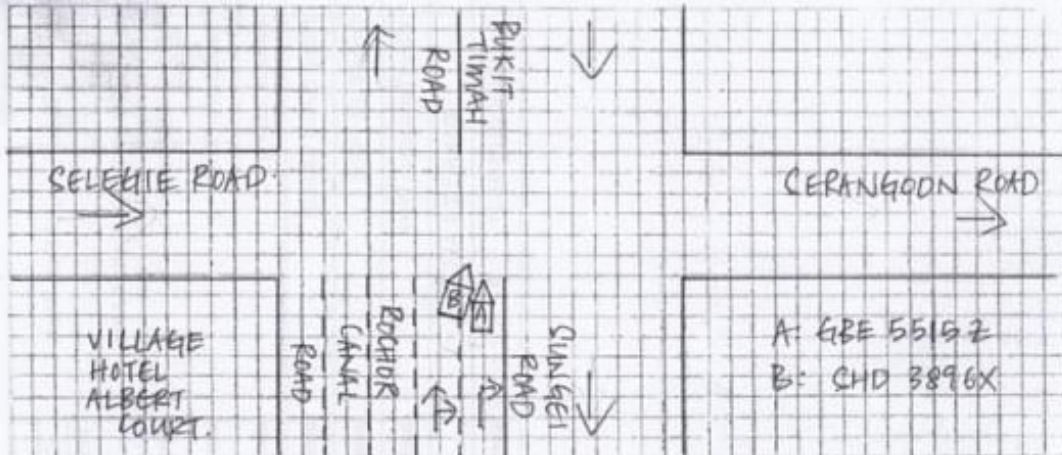 BUKIT
TIMAH
ROAD
SELEGIE ROAD
CERANGOON ROAD
B
VILLAGE
HOTEL
ALBERT
COURT.
ROAD
CANAL
ROCHOR
SUNGEI
ROAD
A: GBE 5515Z
B: SHD 3896X